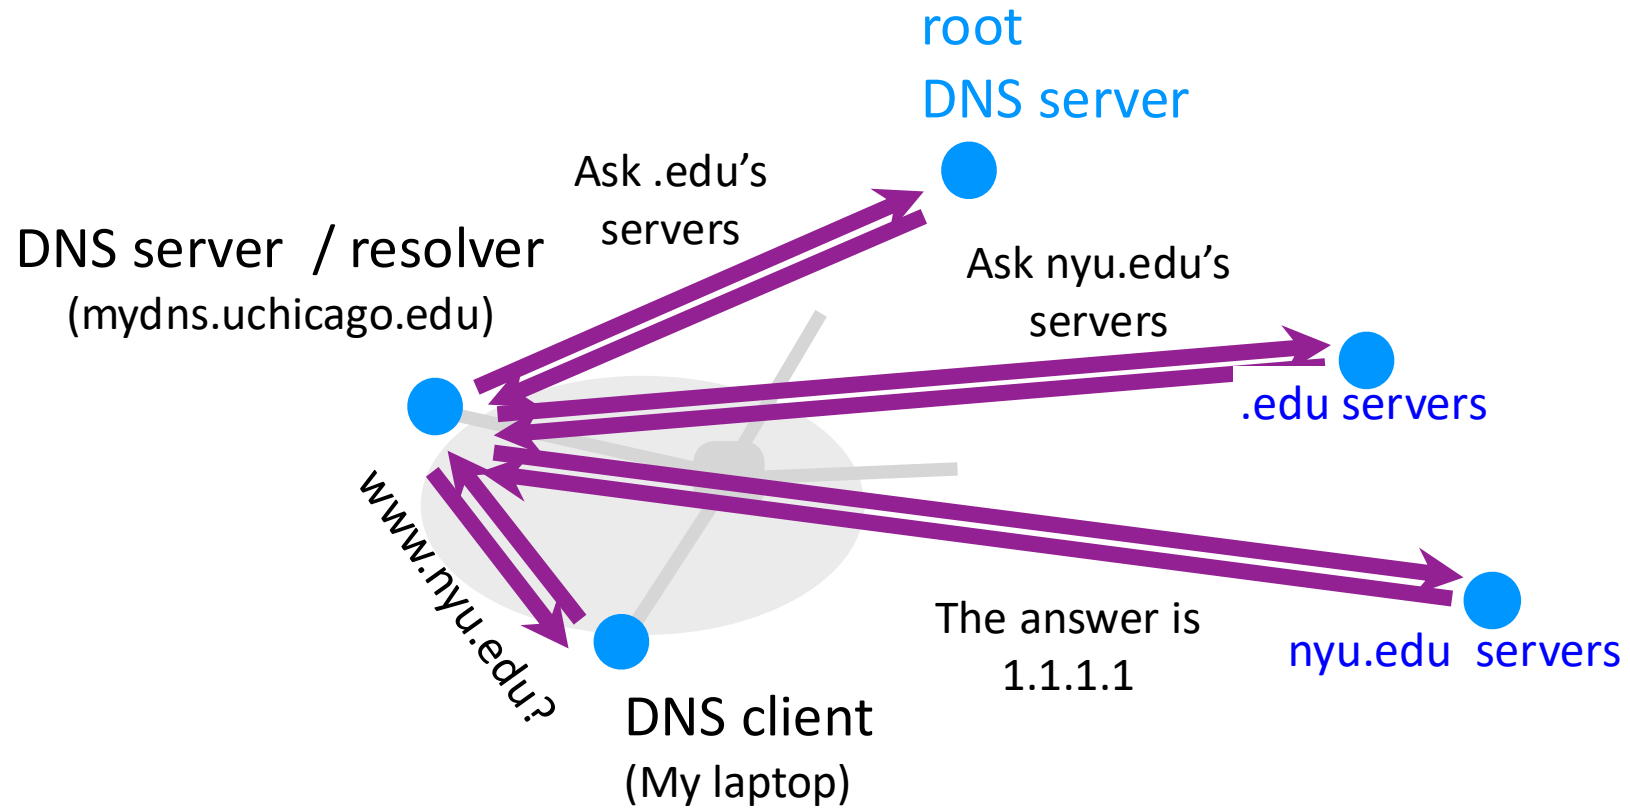 root
DNS server
Ask .edu’s
servers
DNS server / resolver
(mydns.uchicago.edu)
Ask nyu.edu’s
servers
.edu servers
www.nyu.edu?
The answer is
1.1.1.1
nyu.edu servers
DNS client
(My laptop)